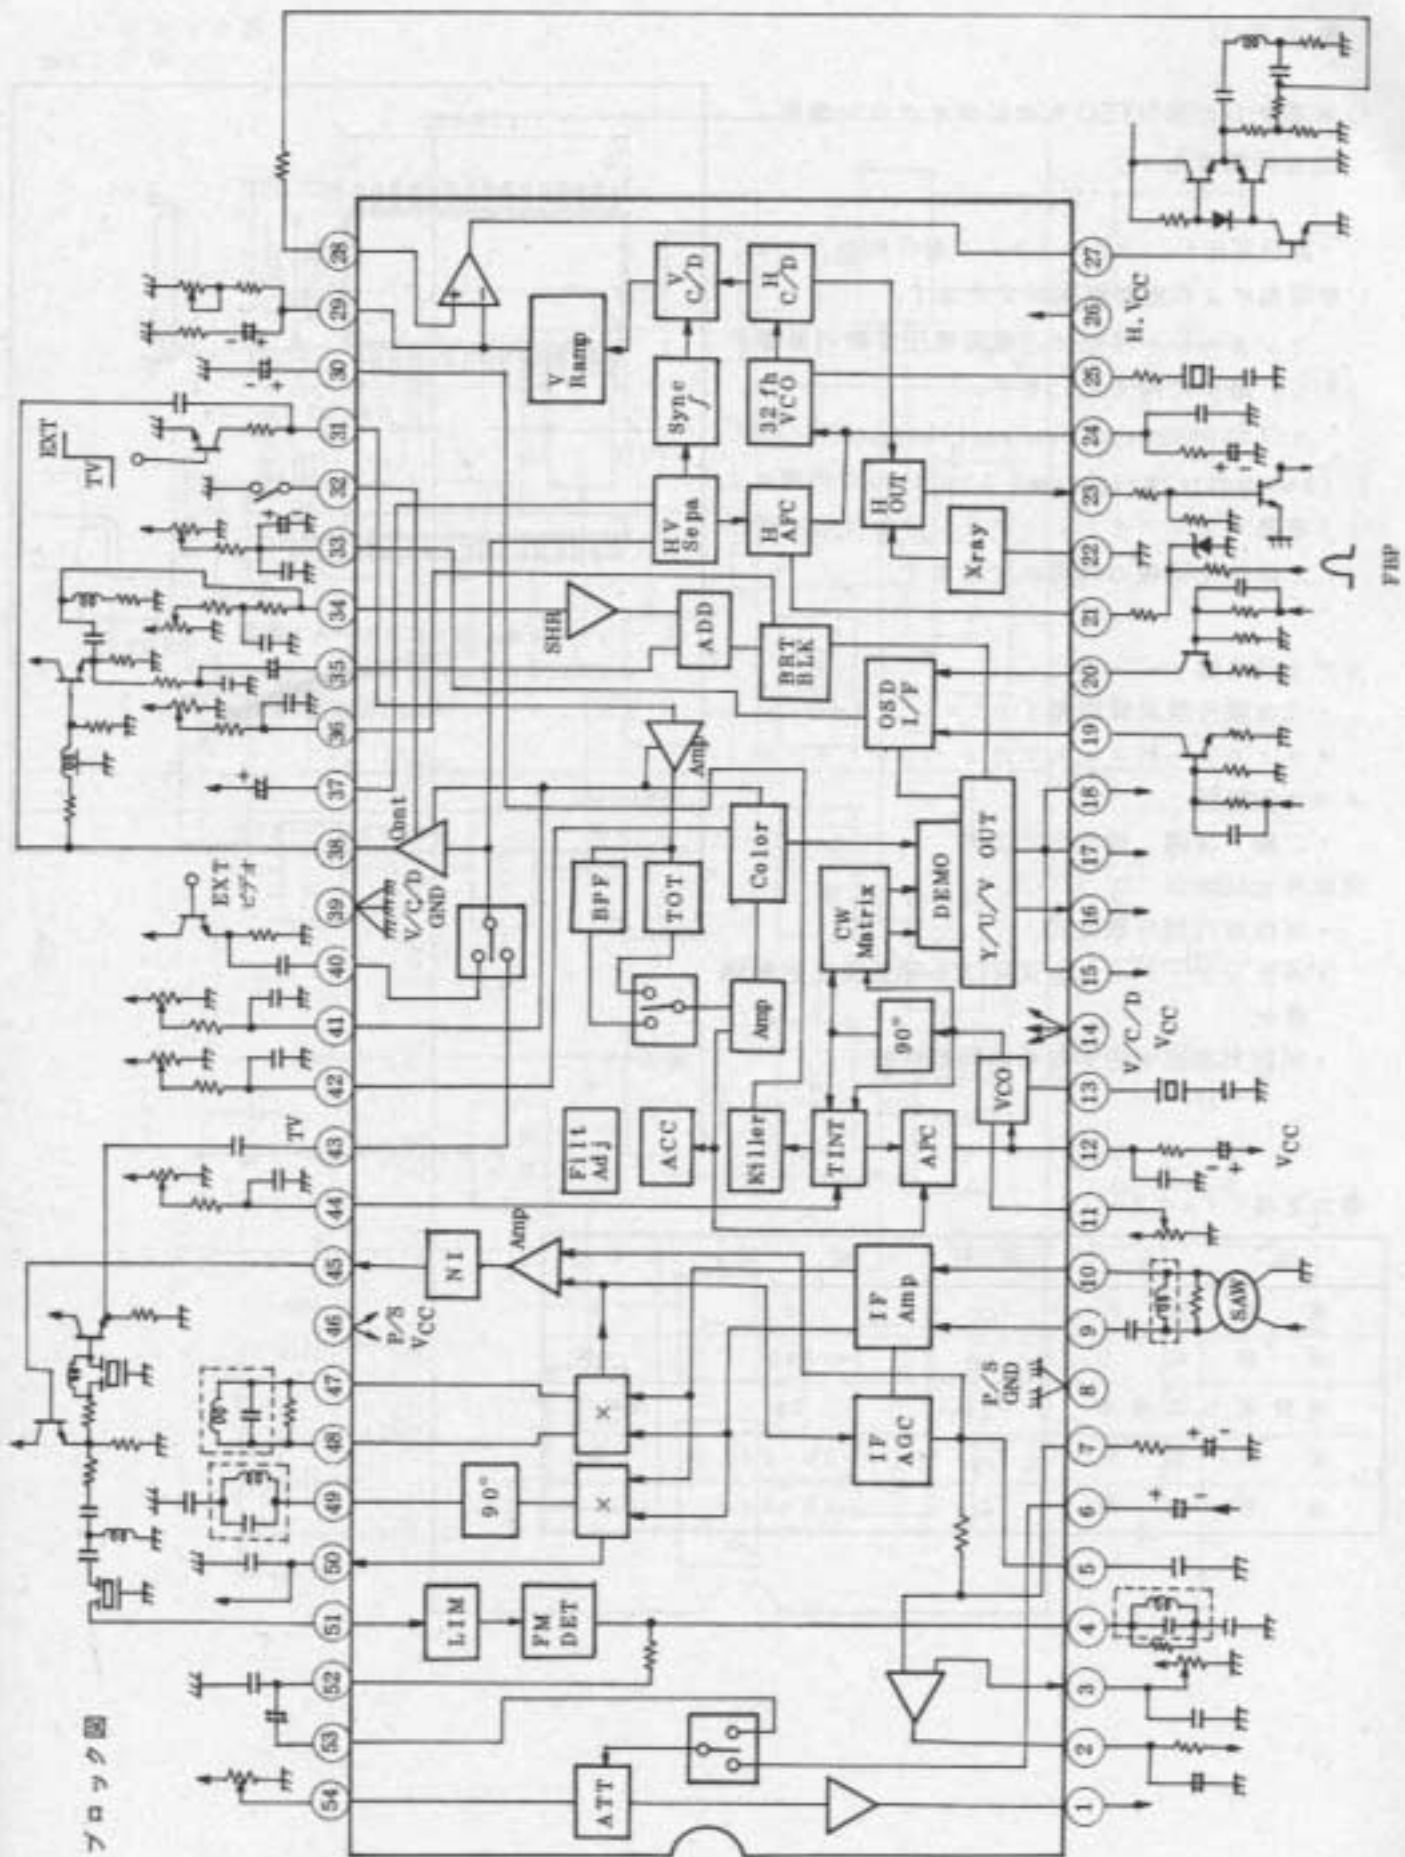 ブロック図
54
53
52
51
50
49
48
47
46
45
44
43
42
41
40
39
38
37
36
35
34
33
32
31
30
29
28
P/S
VCC
TV
EXT
ビデオ
V/C/D
GND
TV
EXT
ATT
LIM
FM
DET
90°
×
×
NI
Amp
IF
AGC
IF
Amp
Filt
Adj
ACC
Killer
TINT
APC
VCO
90°
Amp
BPF
TOT
Color
CW
Matrix
DEMO
Y/U/V OUT
Cont
Amp
OSD
I/F
SHR
ADD
BRT
BLK
HV
Sepa
H
AFC
Xray
H
OUT
Sync
∫
32fh
VCO
V
Ramp
V
C/D
H
C/D
+
−
1
2
3
4
5
6
7
8
9
10
11
12
13
14
15
16
17
18
19
20
21
22
23
24
25
26
27
P/S
GND
SAW
VCC
V/C/D
VCC
FBP
H.VCC